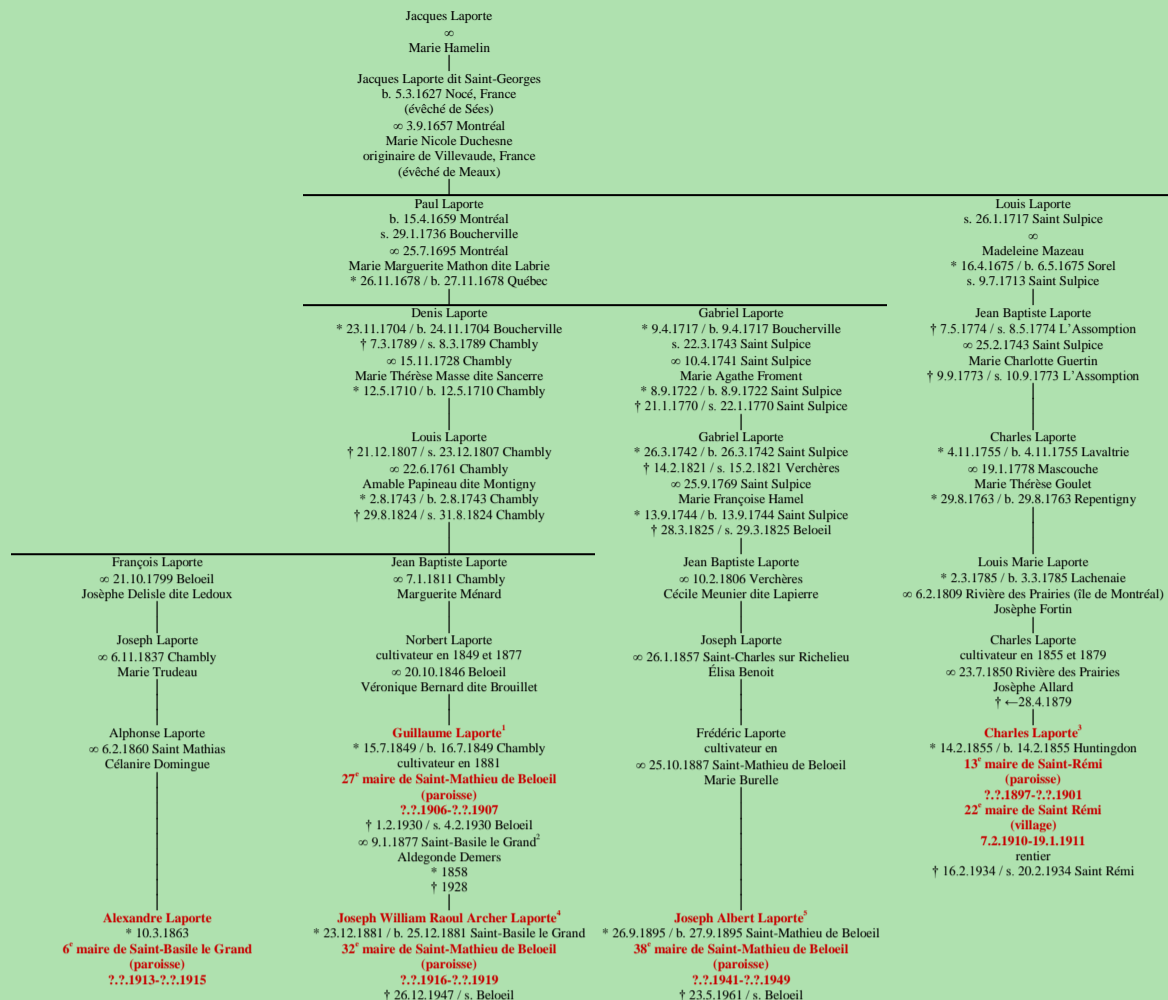 Jacques Laporte
∞
Marie Hamelin
Jacques Laporte dit Saint-Georges
b. 5.3.1627 Nocé, France
(évêché de Sées)
∞ 3.9.1657 Montréal
Marie Nicole Duchesne
originaire de Villevaude, France
(évêché de Meaux)
Paul Laporte
b. 15.4.1659 Montréal
s. 29.1.1736 Boucherville
∞ 25.7.1695 Montréal
Marie Marguerite Mathon dite Labrie
* 26.11.1678 / b. 27.11.1678 Québec
Louis Laporte
s. 26.1.1717 Saint Sulpice
∞
Madeleine Mazeau
* 16.4.1675 / b. 6.5.1675 Sorel
s. 9.7.1713 Saint Sulpice
Denis Laporte
* 23.11.1704 / b. 24.11.1704 Boucherville
† 7.3.1789 / s. 8.3.1789 Chambly
∞ 15.11.1728 Chambly
Marie Thérèse Masse dite Sancerre
* 12.5.1710 / b. 12.5.1710 Chambly
Gabriel Laporte
* 9.4.1717 / b. 9.4.1717 Boucherville
s. 22.3.1743 Saint Sulpice
∞ 10.4.1741 Saint Sulpice
Marie Agathe Froment
* 8.9.1722 / b. 8.9.1722 Saint Sulpice
† 21.1.1770 / s. 22.1.1770 Saint Sulpice
Jean Baptiste Laporte
† 7.5.1774 / s. 8.5.1774 L'Assomption
∞ 25.2.1743 Saint Sulpice
Marie Charlotte Guertin
† 9.9.1773 / s. 10.9.1773 L'Assomption
Louis Laporte
† 21.12.1807 / s. 23.12.1807 Chambly
∞ 22.6.1761 Chambly
Amable Papineau dite Montigny
* 2.8.1743 / b. 2.8.1743 Chambly
† 29.8.1824 / s. 31.8.1824 Chambly
Gabriel Laporte
* 26.3.1742 / b. 26.3.1742 Saint Sulpice
† 14.2.1821 / s. 15.2.1821 Verchères
∞ 25.9.1769 Saint Sulpice
Marie Françoise Hamel
* 13.9.1744 / b. 13.9.1744 Saint Sulpice
† 28.3.1825 / s. 29.3.1825 Beloeil
Charles Laporte
* 4.11.1755 / b. 4.11.1755 Lavaltrie
∞ 19.1.1778 Mascouche
Marie Thérèse Goulet
* 29.8.1763 / b. 29.8.1763 Repentigny
François Laporte
∞ 21.10.1799 Beloeil
Josèphe Delisle dite Ledoux
Jean Baptiste Laporte
∞ 7.1.1811 Chambly
Marguerite Ménard
Jean Baptiste Laporte
∞ 10.2.1806 Verchères
Cécile Meunier dite Lapierre
Louis Marie Laporte
* 2.3.1785 / b. 3.3.1785 Lachenaie
∞ 6.2.1809 Rivière des Prairies (île de Montréal)
Josèphe Fortin
Joseph Laporte
∞ 6.11.1837 Chambly
Marie Trudeau
Norbert Laporte
cultivateur en 1849 et 1877
∞ 20.10.1846 Beloeil
Véronique Bernard dite Brouillet
Joseph Laporte
∞ 26.1.1857 Saint-Charles sur Richelieu
Élisa Benoit
Charles Laporte
cultivateur en 1855 et 1879
∞ 23.7.1850 Rivière des Prairies
Josèphe Allard
† ←28.4.1879
Alphonse Laporte
∞ 6.2.1860 Saint Mathias
Célanire Domingue
Guillaume Laporte¹
* 15.7.1849 / b. 16.7.1849 Chambly
cultivateur en 1881
27e maire de Saint-Mathieu de Beloeil
(paroisse)
?.?.1906-?.?.1907
† 1.2.1930 / s. 4.2.1930 Beloeil
∞ 9.1.1877 Saint-Basile le Grand²
Aldegonde Demers
* 1858
† 1928
Frédéric Laporte
cultivateur en
∞ 25.10.1887 Saint-Mathieu de Beloeil
Marie Burelle
Charles Laporte³
* 14.2.1855 / b. 14.2.1855 Huntingdon
13e maire de Saint-Rémi
(paroisse)
?.?.1897-?.?.1901
22e maire de Saint Rémi
(village)
7.2.1910-19.1.1911
rentier
† 16.2.1934 / s. 20.2.1934 Saint Rémi
Alexandre Laporte
* 10.3.1863
6e maire de Saint-Basile le Grand
(paroisse)
?.?.1913-?.?.1915
Joseph William Raoul Archer Laporte⁴
* 23.12.1881 / b. 25.12.1881 Saint-Basile le Grand
32e maire de Saint-Mathieu de Beloeil
(paroisse)
?.?.1916-?.?.1919
† 26.12.1947 / s. Beloeil
Joseph Albert Laporte⁵
* 26.9.1895 / b. 27.9.1895 Saint-Mathieu de Beloeil
38e maire de Saint-Mathieu de Beloeil
(paroisse)
?.?.1941-?.?.1949
† 23.5.1961 / s. Beloeil